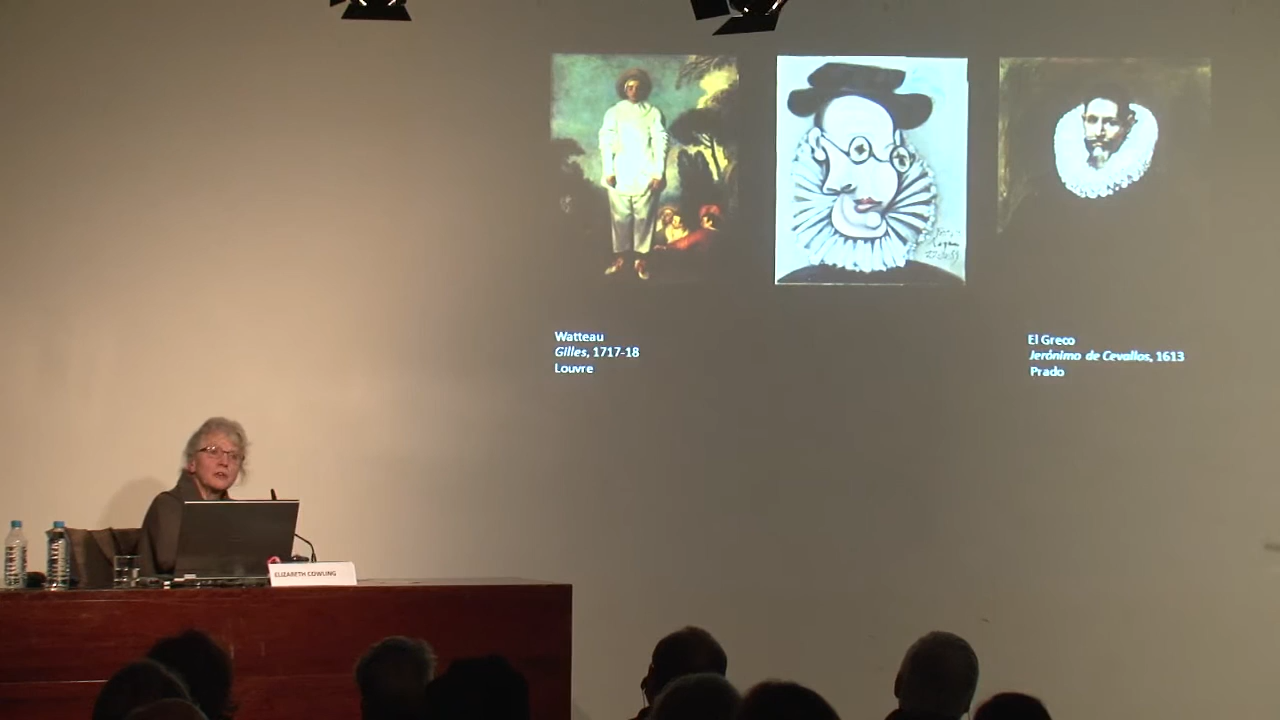 Watteau
Gilles, 1717-18
Louvre
El Greco
Jerónimo de Cevallos, 1613
Prado
ELIZABETH COWLING